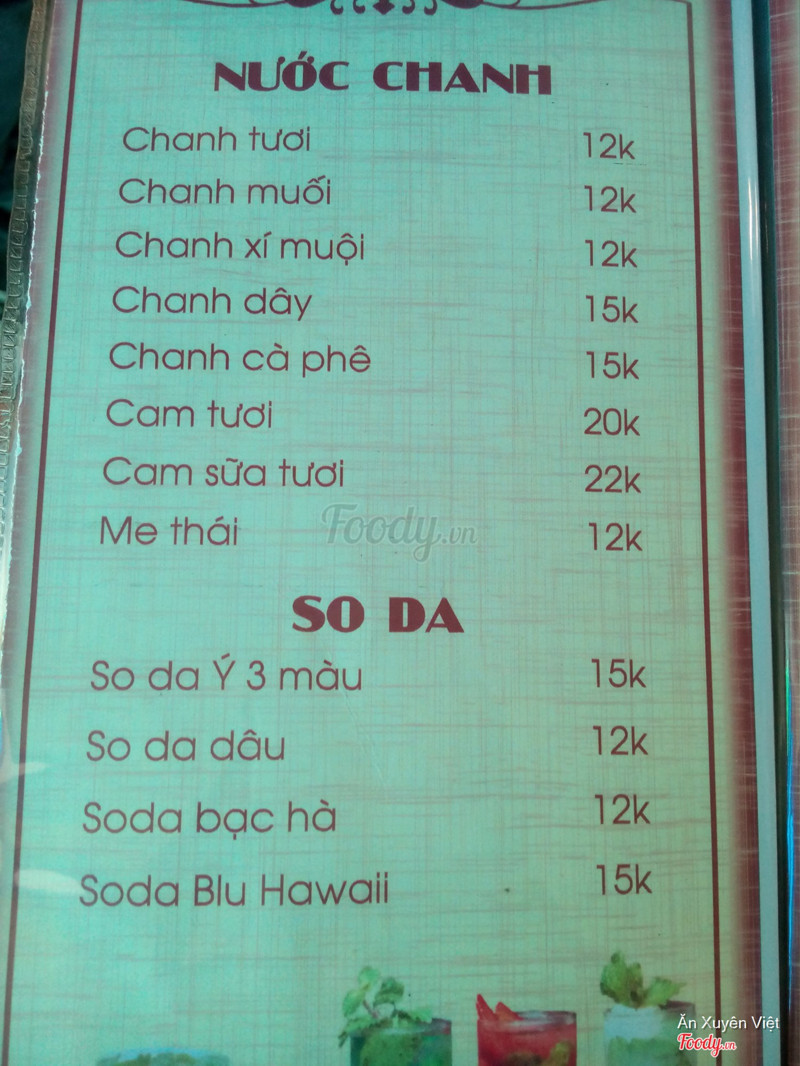 NƯỚC CHANH
Chanh tươi 12k
Chanh muối 12k
Chanh xí muội 12k
Chanh dây 15k
Chanh cà phê 15k
Cam tươi 20k
Cam sữa tươi 22k
Me thái 12k
Foody.vn
SO DA
So da Ý 3 màu 15k
So da dâu 12k
Soda bạc hà 12k
Soda Blu Hawaii 15k
Ăn Xuyên Việt
Foody.vn